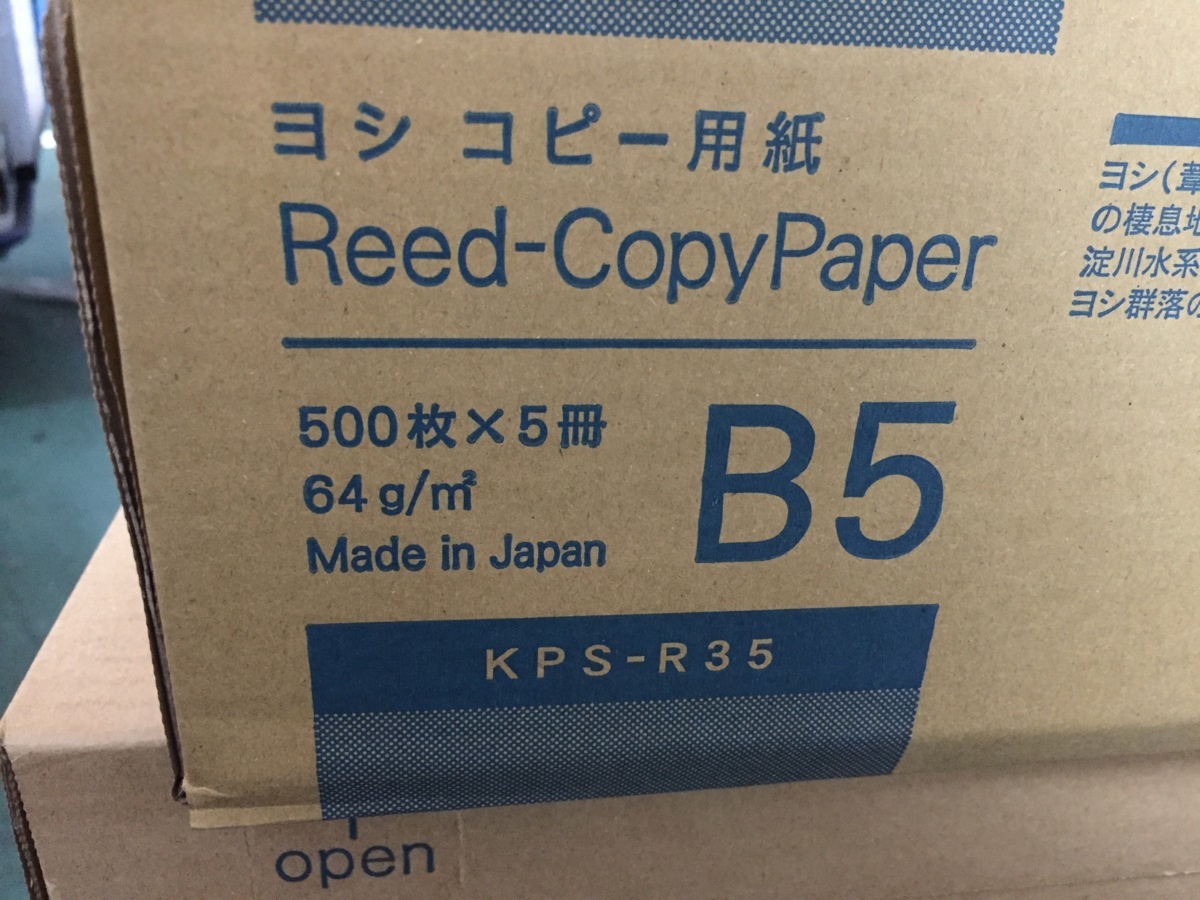 ヨシ コピー用紙
Reed-CopyPaper
500枚×5冊
64g/㎡
Made in Japan
B5
KPS-R35
ヨシ(葦
の棲息地
淀川水系
ヨシ群落の
open